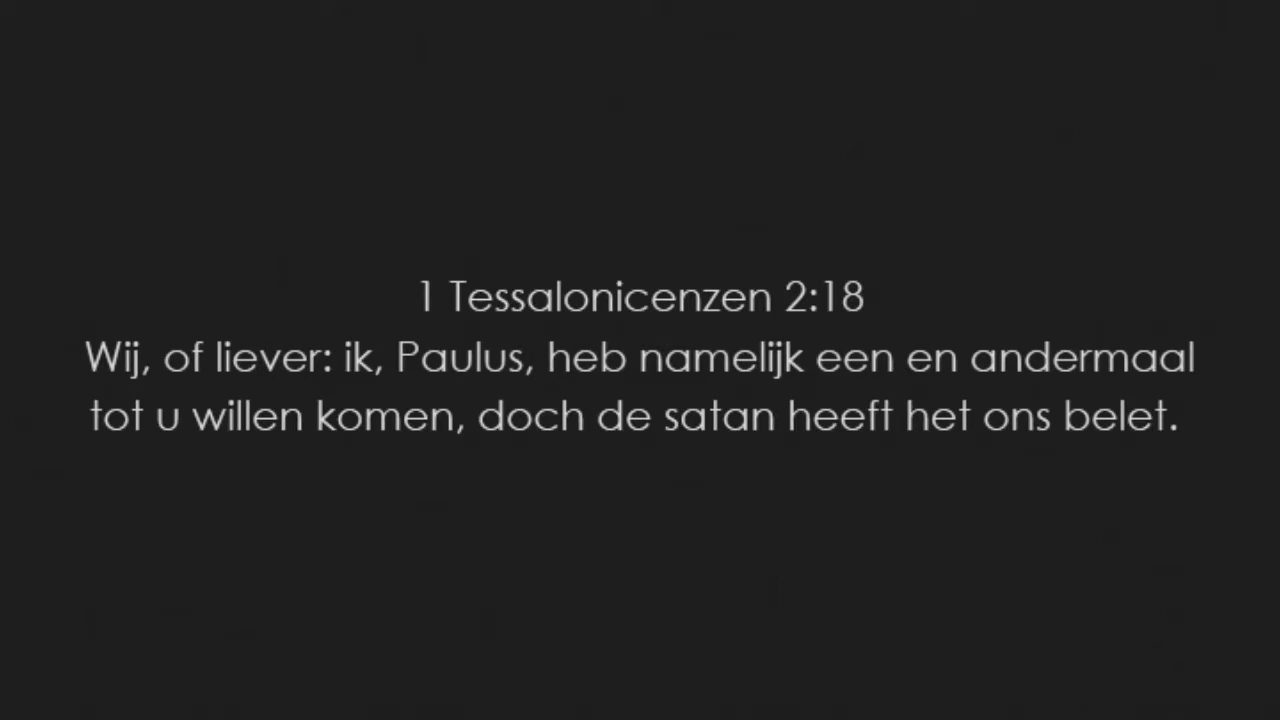 1 Tessalonicenzen 2:18
Wij, of liever: ik, Paulus, heb namelijk een en andermaal
tot u willen komen, doch de satan heeft het ons belet.